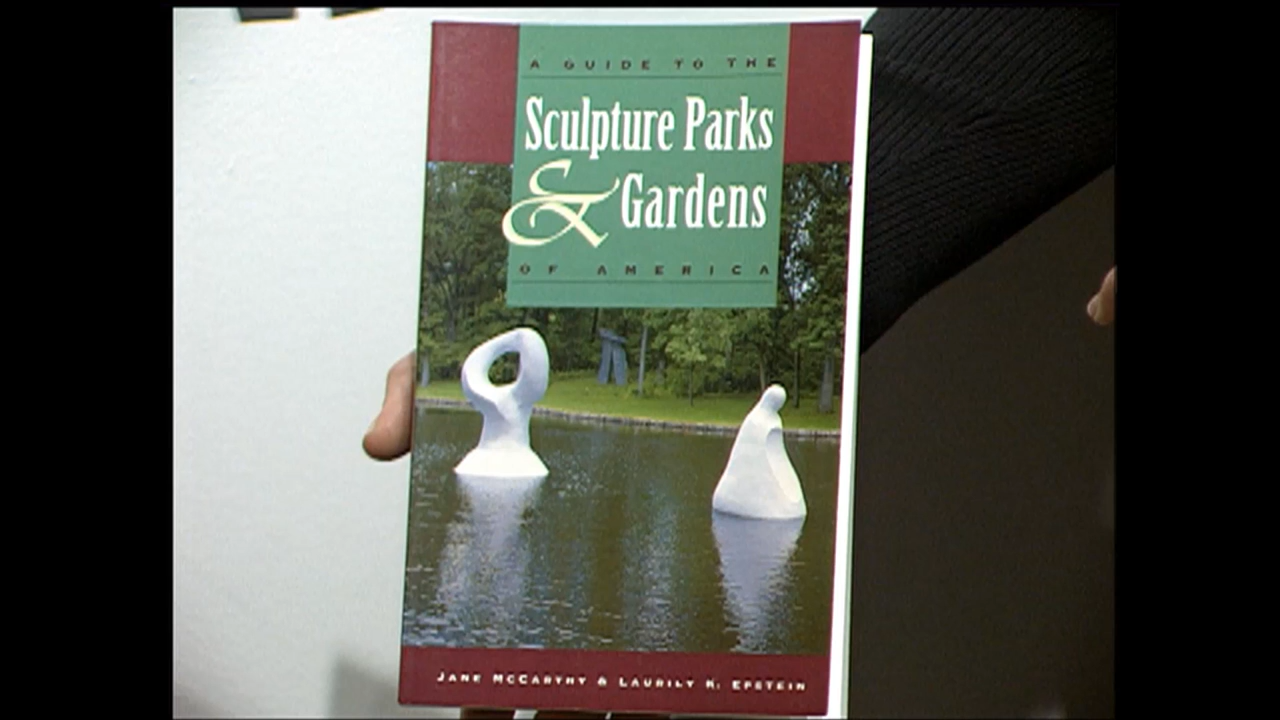 A GUIDE TO THE
Sculpture Parks
& Gardens
OF AMERICA
JANE MCCARTHY & LAURILY K. EPSTEIN